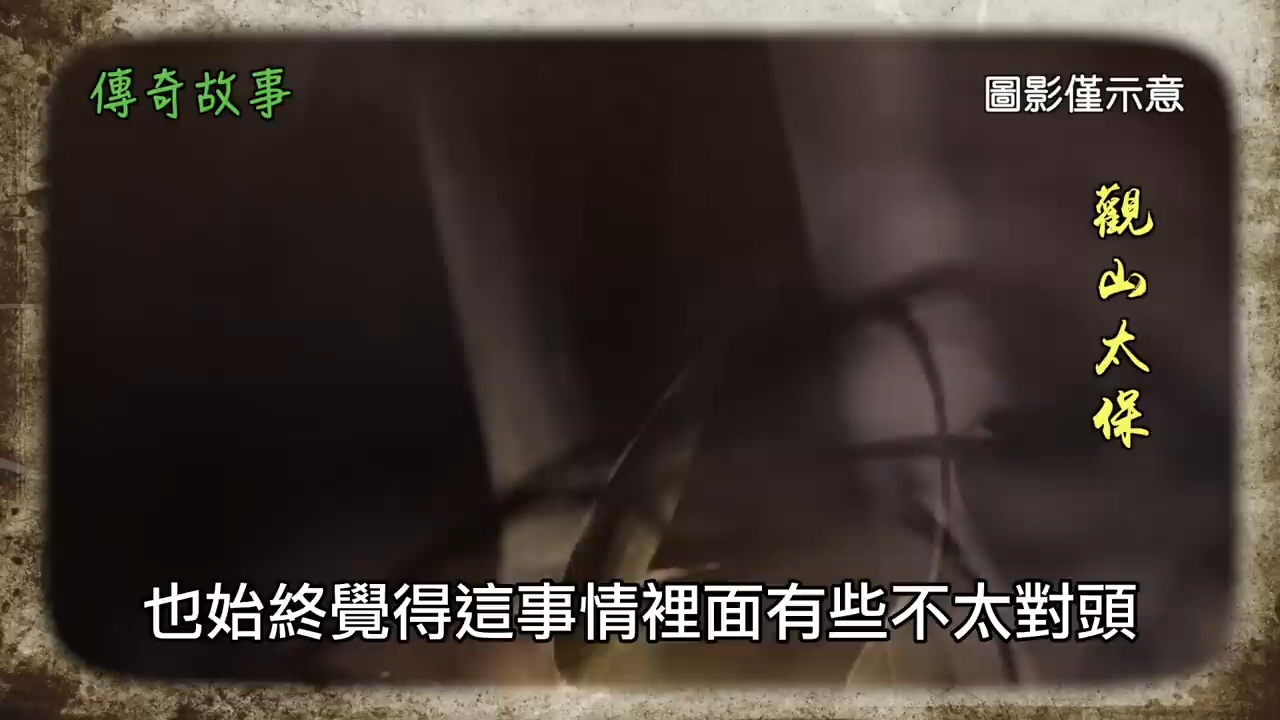 傳奇故事
圖影僅示意
觀山太保
也始終覺得這事情裡面有些不太對頭